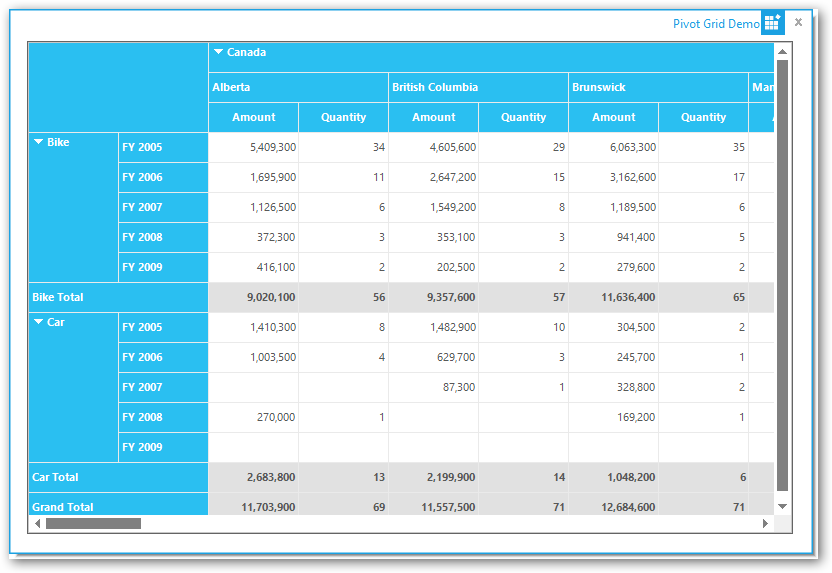 Pivot Grid Demo
Canada
Alberta British Columbia Brunswick Man
Amount Quantity Amount Quantity Amount Quantity
Bike FY 2005 5,409,300 34 4,605,600 29 6,063,300 35
FY 2006 1,695,900 11 2,647,200 15 3,162,600 17
FY 2007 1,126,500 6 1,549,200 8 1,189,500 6
FY 2008 372,300 3 353,100 3 941,400 5
FY 2009 416,100 2 202,500 2 279,600 2
Bike Total 9,020,100 56 9,357,600 57 11,636,400 65
Car FY 2005 1,410,300 8 1,482,900 10 304,500 2
FY 2006 1,003,500 4 629,700 3 245,700 1
FY 2007 87,300 1 328,800 2
FY 2008 270,000 1 169,200 1
FY 2009
Car Total 2,683,800 13 2,199,900 14 1,048,200 6
Grand Total 11,703,900 69 11,557,500 71 12,684,600 71